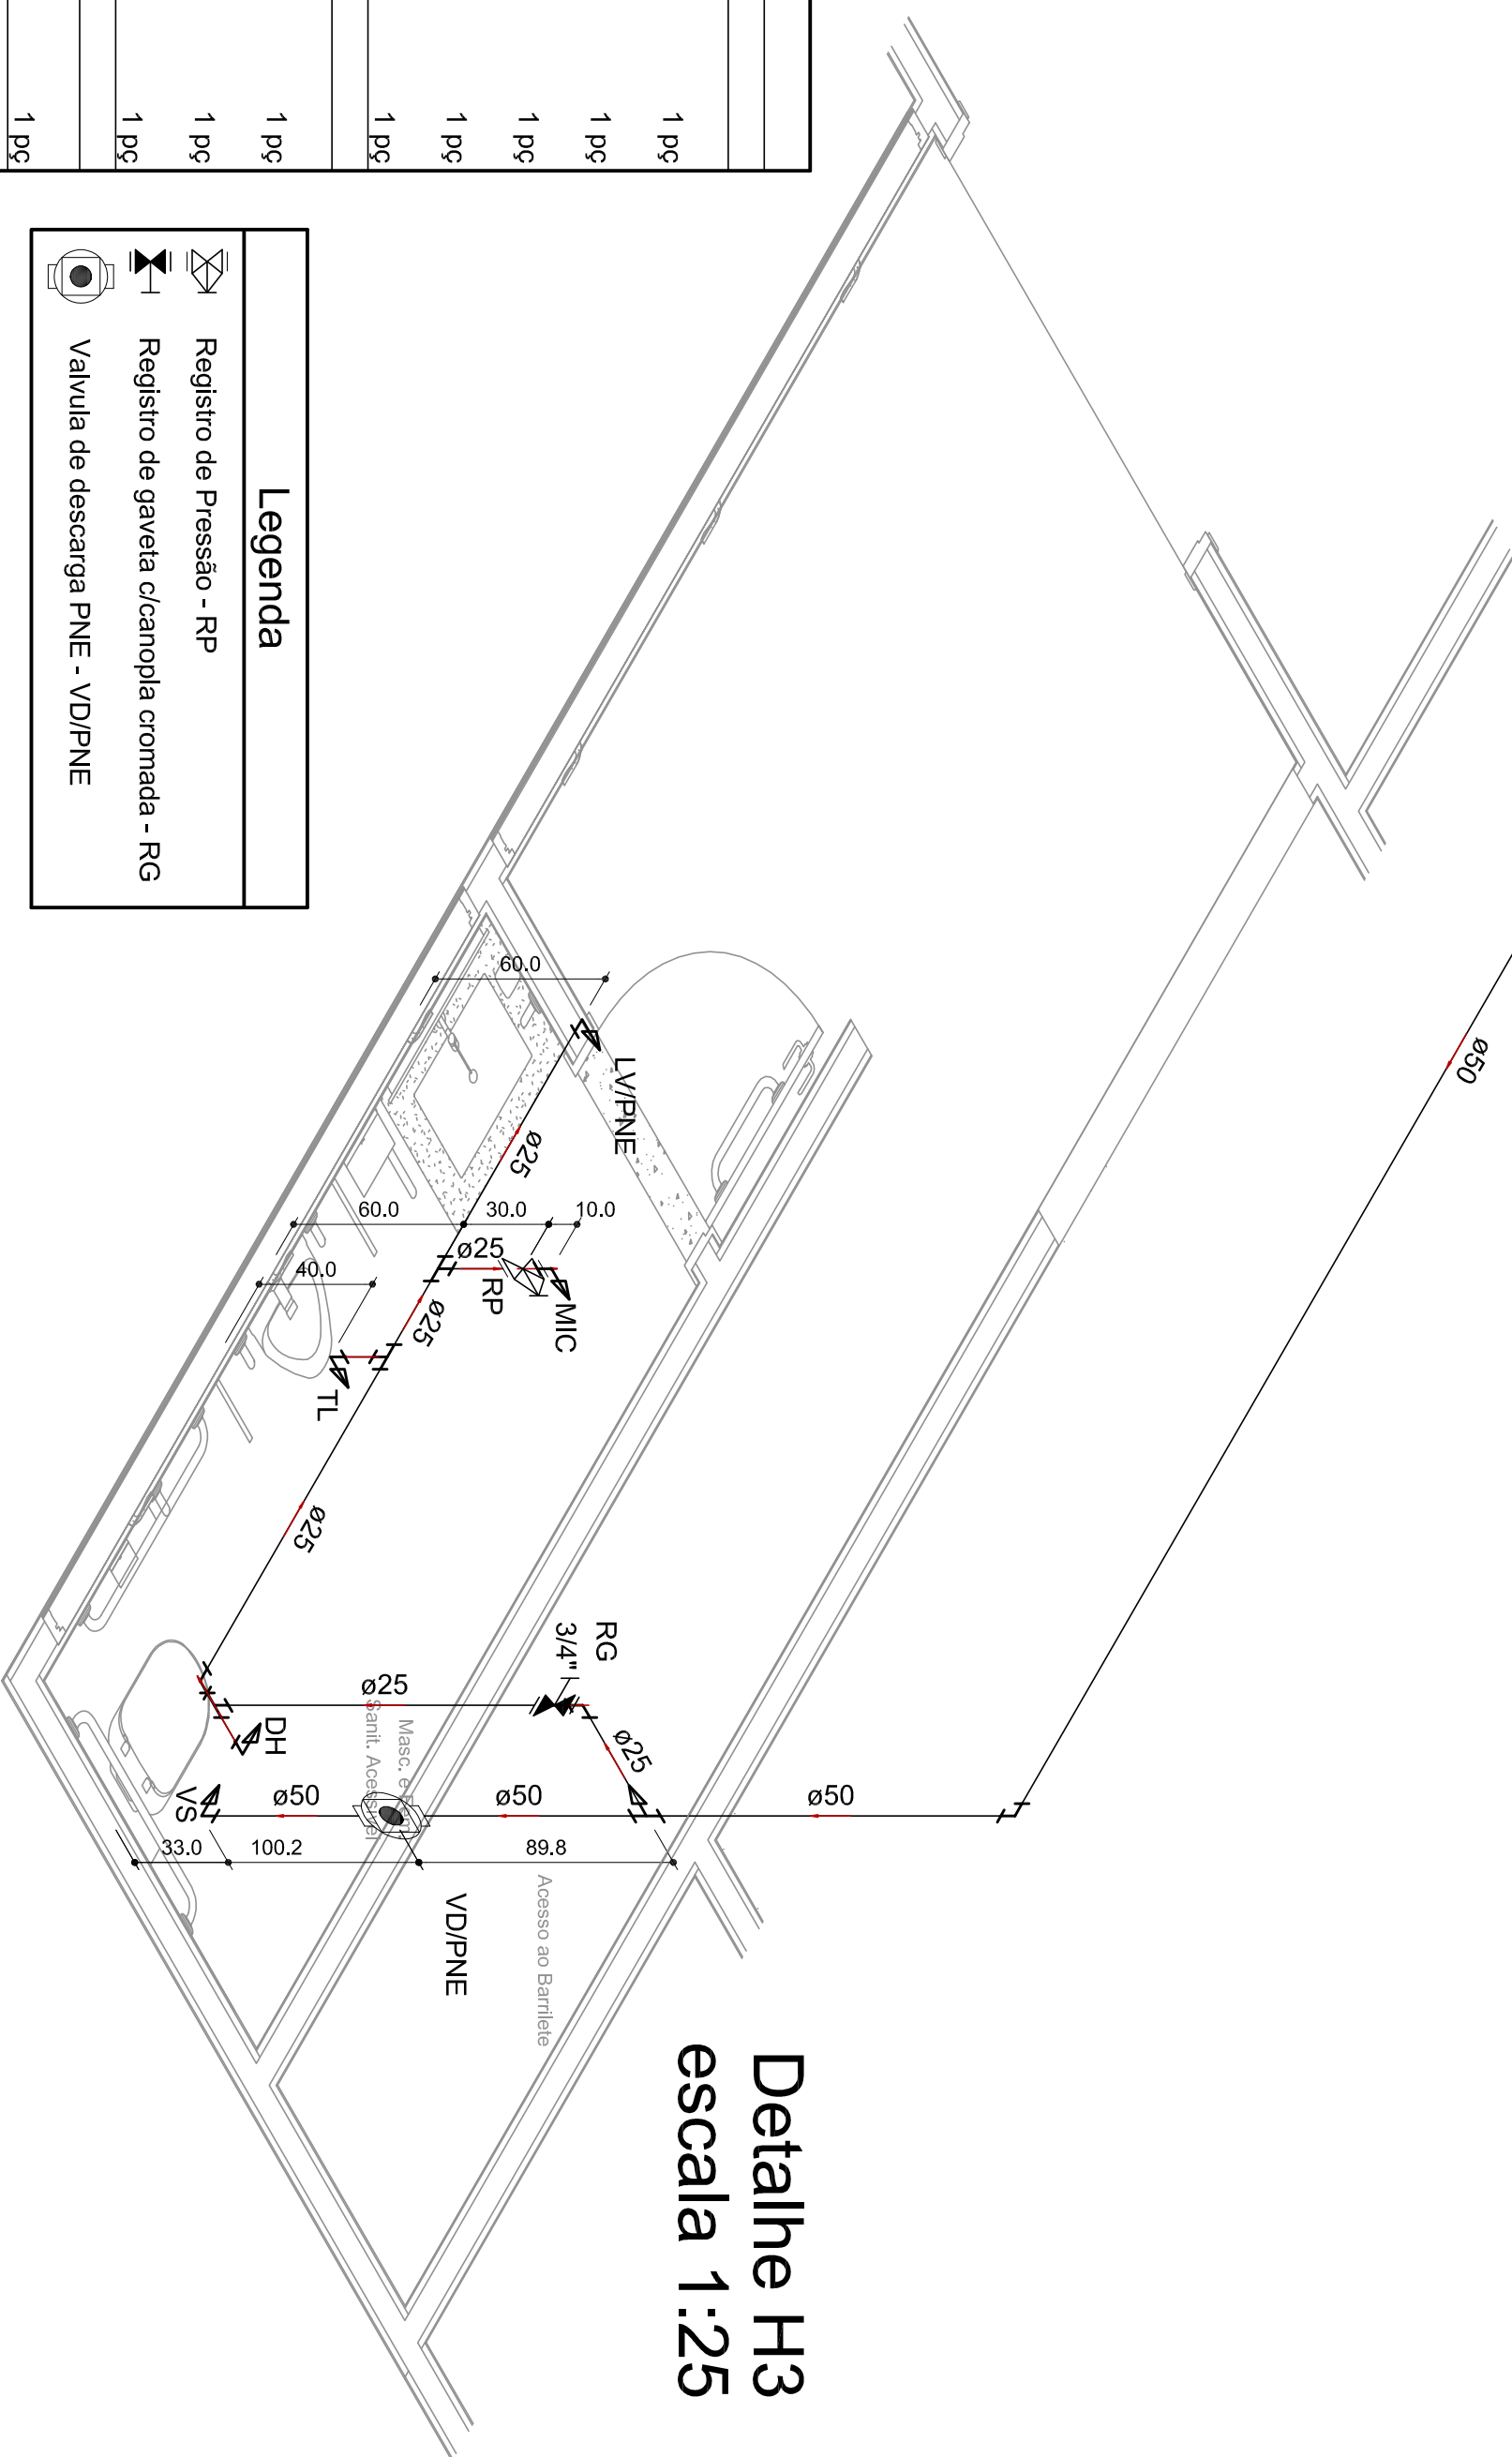 1 pç
1 pç
1 pç
1 pç
1 pç
1 pç
1 pç
1 pç
1 pç
Legenda
Registro de Pressão - RP
Registro de gaveta c/canopla cromada - RG
Valvula de descarga PNE - VD/PNE
ø50
60.0
LV/PNE
ø25
60.0
30.0
10.0
ø25
RP
MIC
40.0
ø25
TL
ø25
RG
3/4"
ø25
ø25
DH
Masc. e Fem.
Sanit. Acessivel
VS
ø50
ø50
ø50
33.0
100.2
89.8
VD/PNE
Acesso ao Barrilete
Detalhe H3
escala 1:25